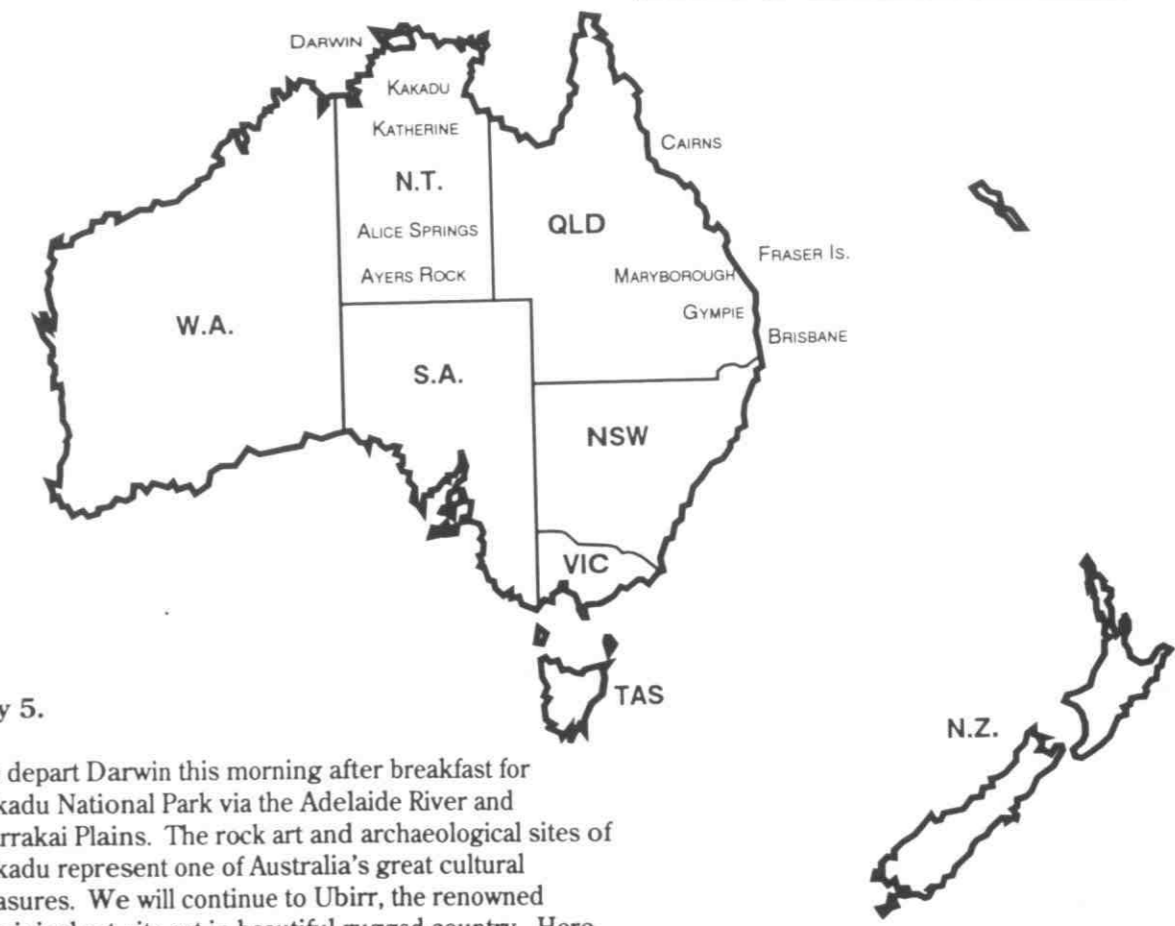 DARWIN
KAKADU
KATHERINE
CAIRNS
N.T.
QLD
ALICE SPRINGS
FRASER IS.
AYERS ROCK
MARYBOROUGH
GYMPIE
W.A.
BRISBANE
S.A.
NSW
VIC
TAS
N.Z.
y 5.
depart Darwin this morning after breakfast for
kadu National Park via the Adelaide River and
rrakai Plains. The rock art and archaeological sites of
kadu represent one of Australia's great cultural
asures. We will continue to Ubirr, the renowned